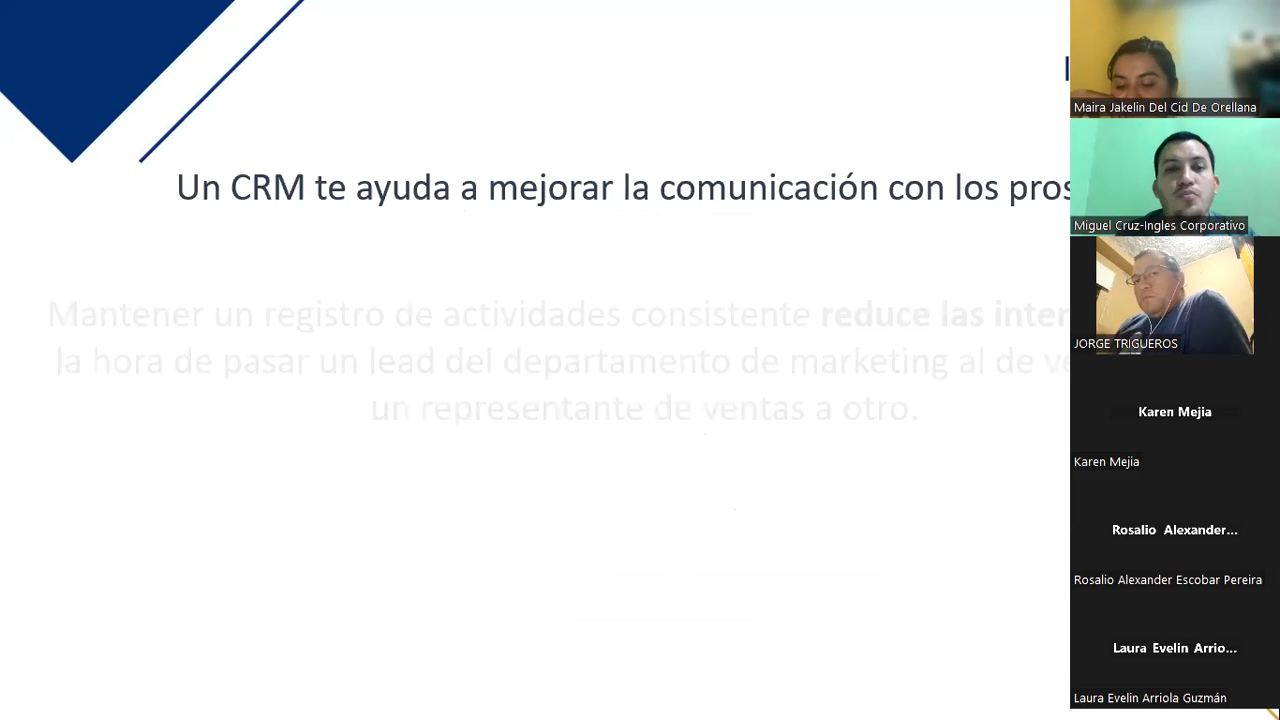 Un CRM te ayuda a mejorar la comunicación con los
Mantener un registro de actividades consistente reduce las
la hora de pasar un lead del departamento de marketing al de
un representante de ventas a otro.
Maira Jakelin Del Cid De Orellana
Miguel Cruz-Ingles Corporativo
JORGE TRIGUEROS
Karen Mejia
Karen Mejia
Rosalio Alexander...
Rosalio Alexander Escobar Pereira
Laura Evelin Arrio...
Laura Evelin Arriola Guzmán